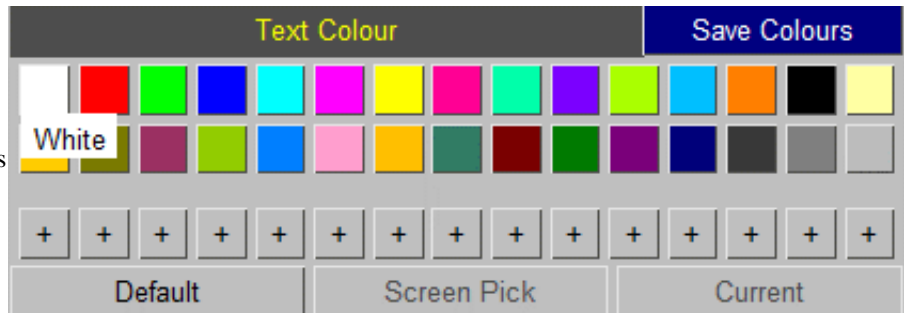 Text Colour Save Colours
White
s
+ + + + + + + + + + + + + + +
Default Screen Pick Current